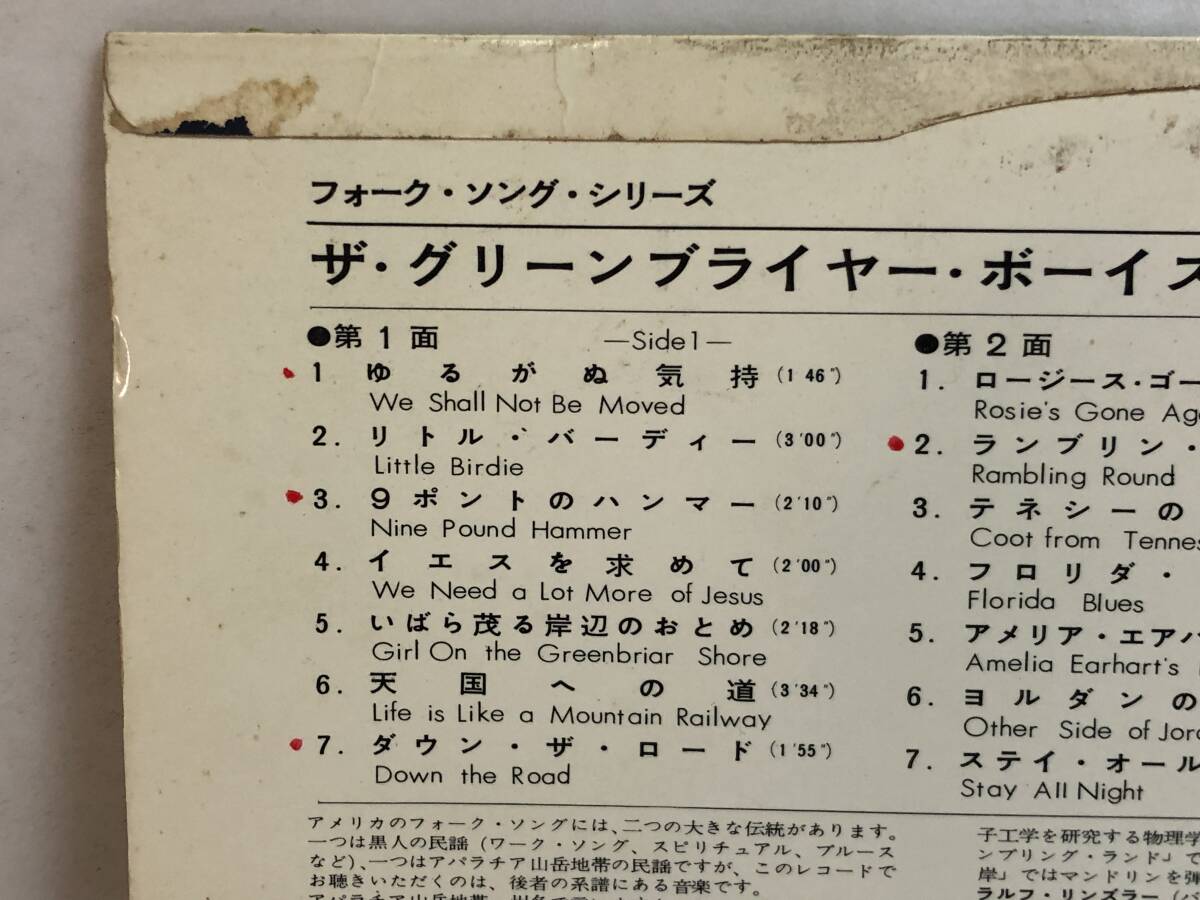 フォーク・ソング・シリーズ
ザ・グリーンブライヤー・ボーイス
●第1面 —Side1—
1 ゆるがぬ気持 (1 46")
We Shall Not Be Moved
2. リトル・バーディー (3'00")
Little Birdie
3. 9ポントのハンマー (2'10")
Nine Pound Hammer
4. イエスを求めて (2'00")
We Need a Lot More of Jesus
5. いばら茂る岸辺のおとめ (2'18")
Girl On the Greenbriar Shore
6. 天国への道 (3'34")
Life is Like a Mountain Railway
7. ダウン・ザ・ロード (1'55")
Down the Road
●第2面
1. ロージース・ゴー
Rosie's Gone Aga
2. ランブリン・
Rambling Round
3. テネシーの
Coot from Tennes
4. フロリダ・
Florida Blues
5. アメリア・エアハ
Amelia Earhart's
6. ヨルダンの
Other Side of Jord
7. ステイ・オール
Stay All Night
アメリカのフォーク・ソングには、二つの大きな伝統があります。
一つは黒人の民謡（ワーク・ソング、スピリチュアル、ブルース
など）、一つはアパラチア山岳地帯の民謡ですが、このレコードで
お聴きいただくのは、後者の系譜にある音楽です。
アパラチア山岳地帯
子工学を研究する物理学
ンブリング・ランド』で
岸』ではマンドリンを弾
ラルフ・リンズラー